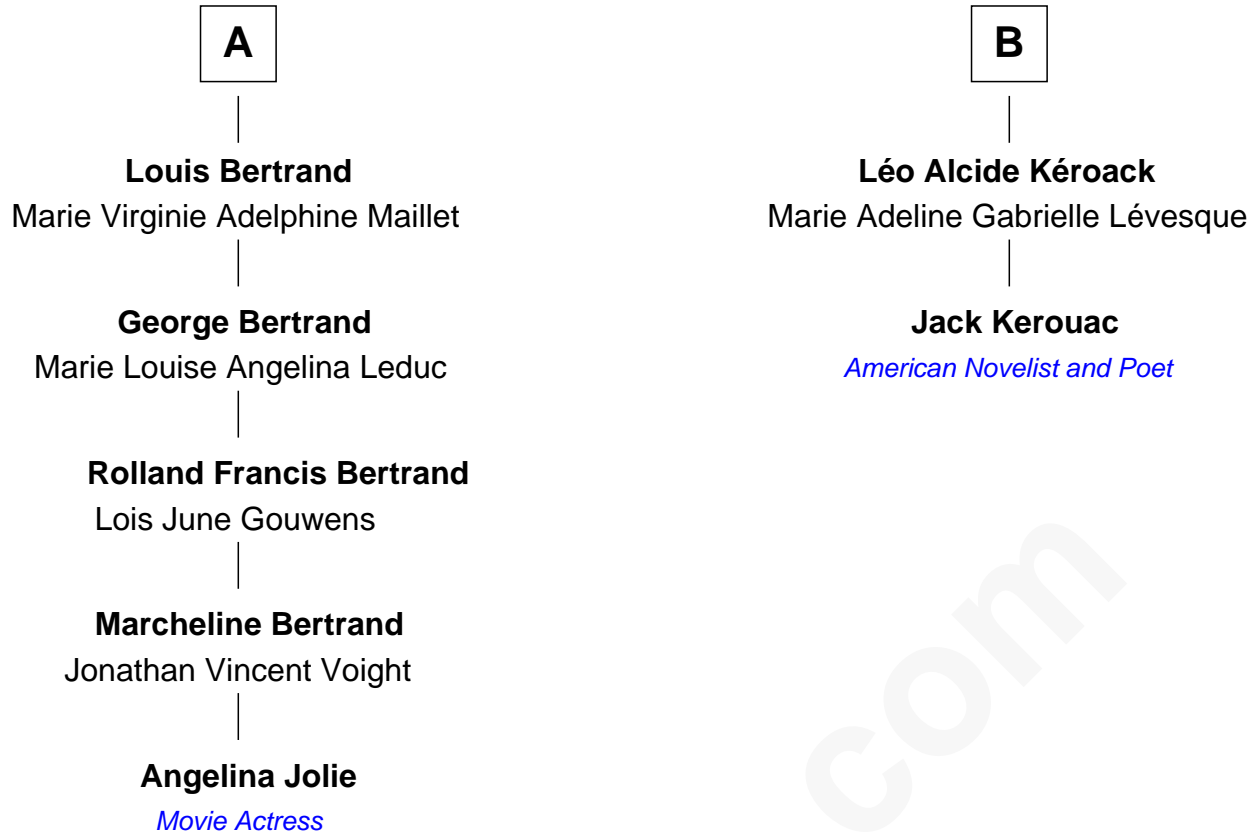 A
Louis Bertrand
Marie Virginie Adelphine Maillet
George Bertrand
Marie Louise Angelina Leduc
Rolland Francis Bertrand
Lois June Gouwens
Marcheline Bertrand
Jonathan Vincent Voight
Angelina Jolie
Movie Actress
B
Léo Alcide Kéroack
Marie Adeline Gabrielle Lévesque
Jack Kerouac
American Novelist and Poet
com